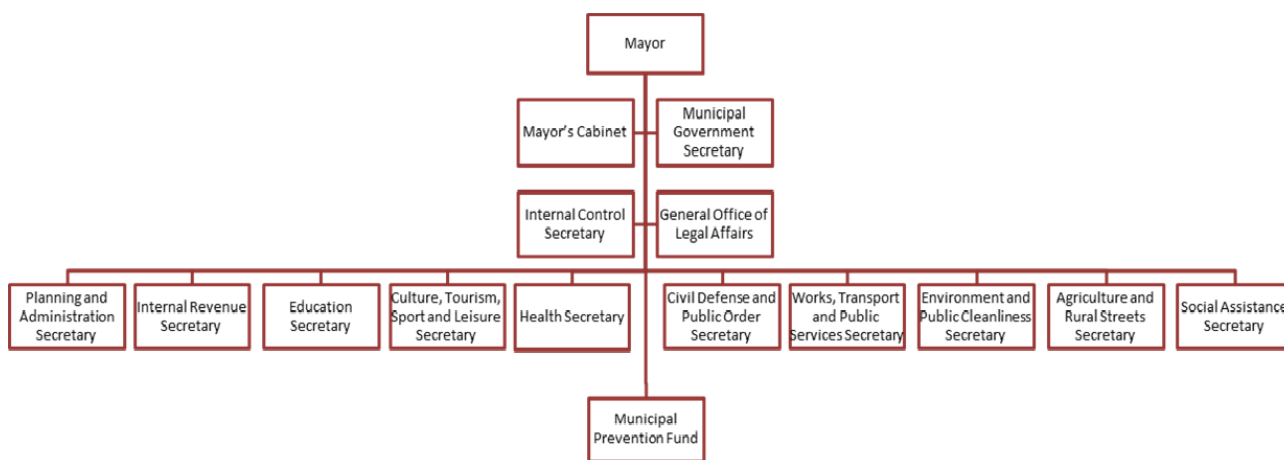 Mayor
Mayor's Cabinet
Municipal
Government
Secretary
Internal Control
Secretary
General Office of
Legal Affairs
Planning and
Administration
Secretary
Internal Revenue
Secretary
Education
Secretary
Culture, Tourism,
Sport and Leisure
Secretary
Health Secretary
Civil Defense and
Public Order
Secretary
Works, Transport
and Public
Services Secretary
Environment and
Public Cleanliness
Secretary
Agriculture and
Rural Streets
Secretary
Social Assistance
Secretary
Municipal
Prevention Fund